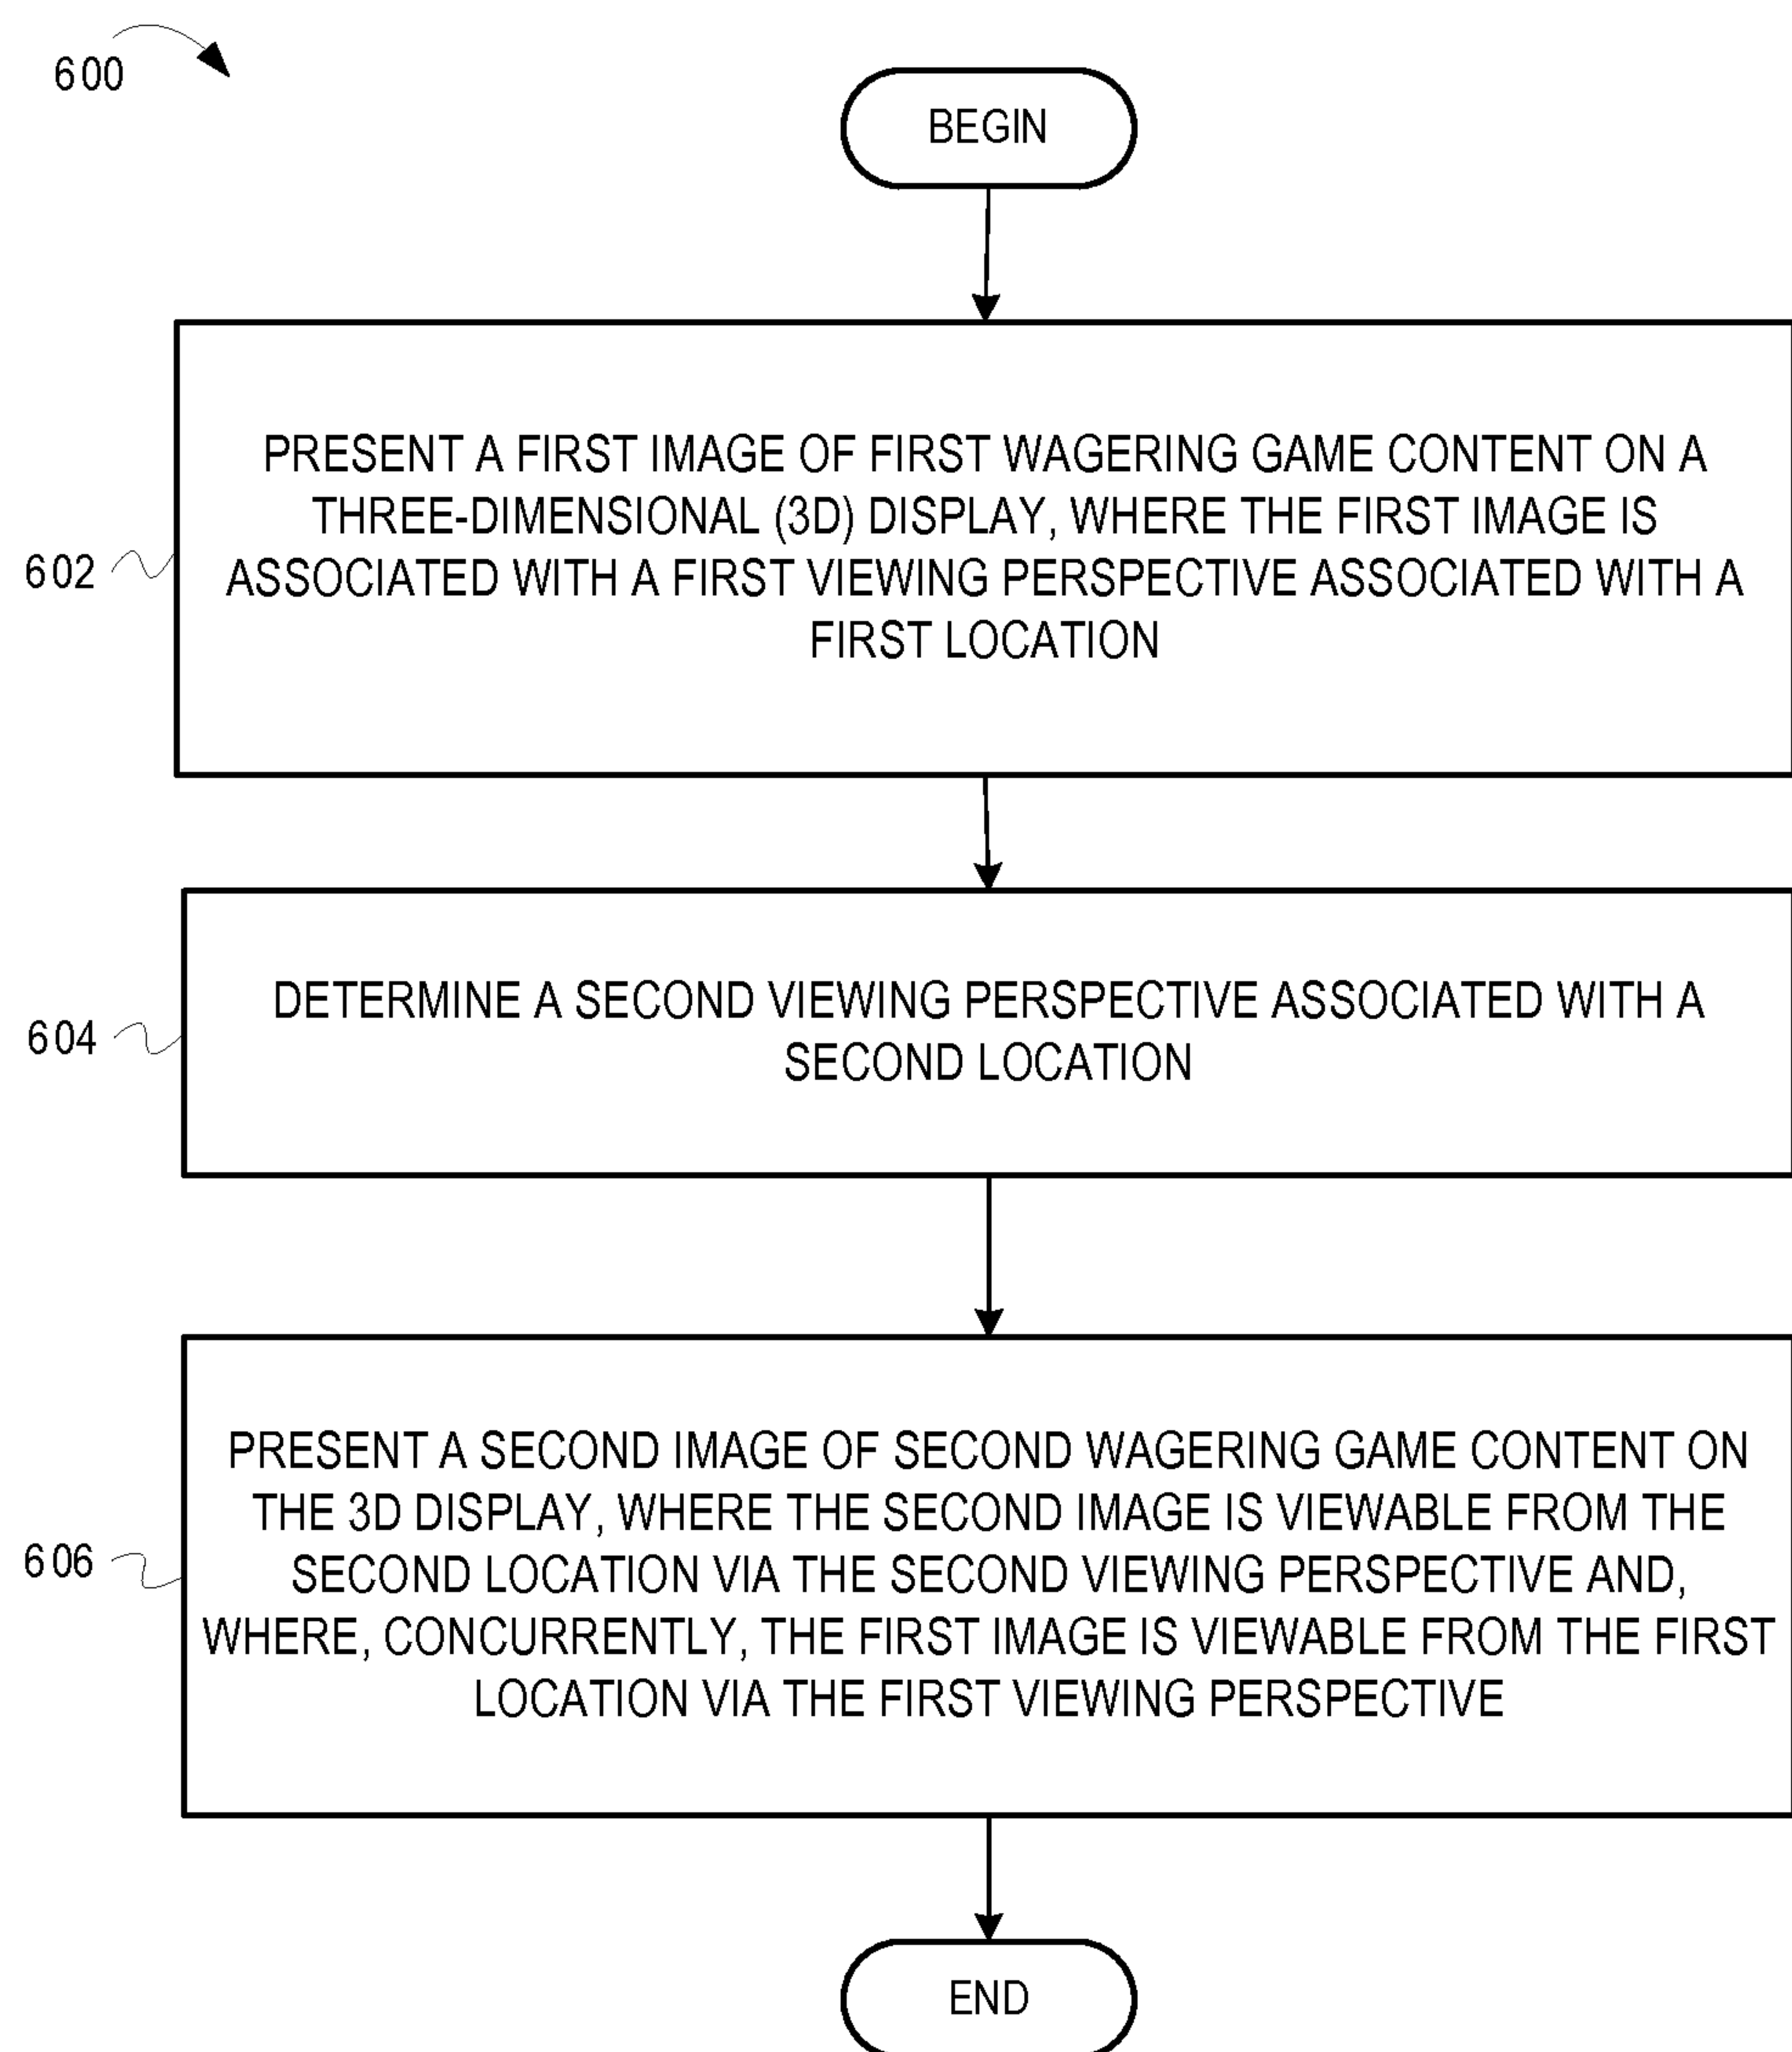 600
BEGIN
PRESENT A FIRST IMAGE OF FIRST WAGERING GAME CONTENT ON A
THREE-DIMENSIONAL (3D) DISPLAY, WHERE THE FIRST IMAGE IS
ASSOCIATED WITH A FIRST VIEWING PERSPECTIVE ASSOCIATED WITH A
FIRST LOCATION
602
DETERMINE A SECOND VIEWING PERSPECTIVE ASSOCIATED WITH A
SECOND LOCATION
604
PRESENT A SECOND IMAGE OF SECOND WAGERING GAME CONTENT ON
THE 3D DISPLAY, WHERE THE SECOND IMAGE IS VIEWABLE FROM THE
SECOND LOCATION VIA THE SECOND VIEWING PERSPECTIVE AND,
WHERE, CONCURRENTLY, THE FIRST IMAGE IS VIEWABLE FROM THE FIRST
LOCATION VIA THE FIRST VIEWING PERSPECTIVE
606
END